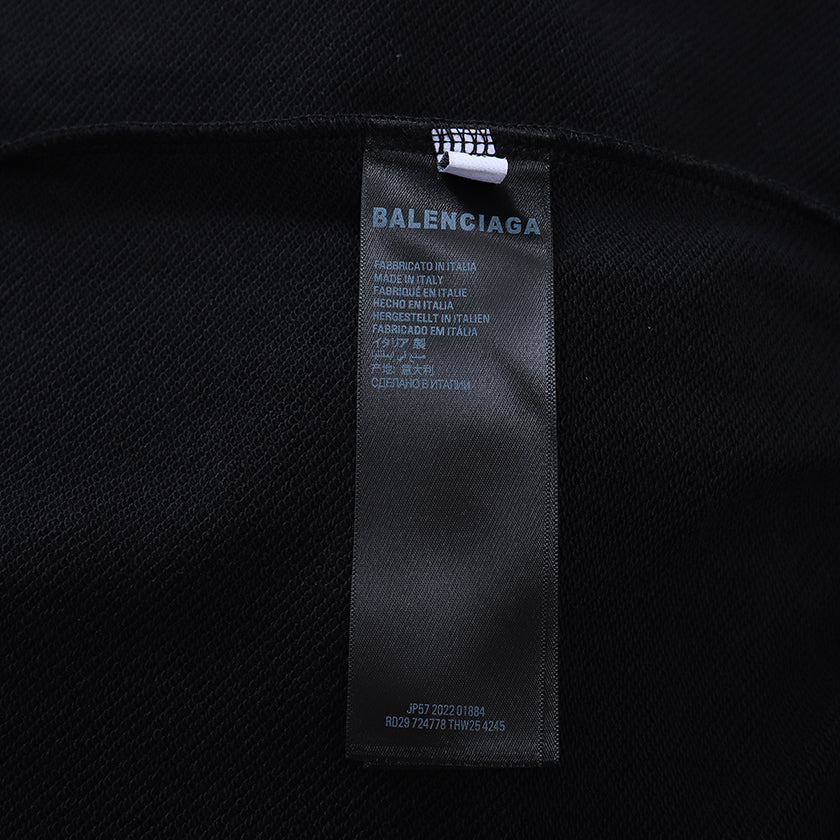 BALENCIAGA
FABBRICATO IN ITALIA
MADE IN ITALY
FABRIQUÉ EN ITALIE
HECHO EN ITALIA
HERGESTELLT IN ITALIEN
FABRICADO EM ITÁLIA
イタリア 製
صنع في
产地: 意大利
СДЕЛАНО В ИТАЛИИ
JP57 2022 01884
RD29 724778 THW25 4245